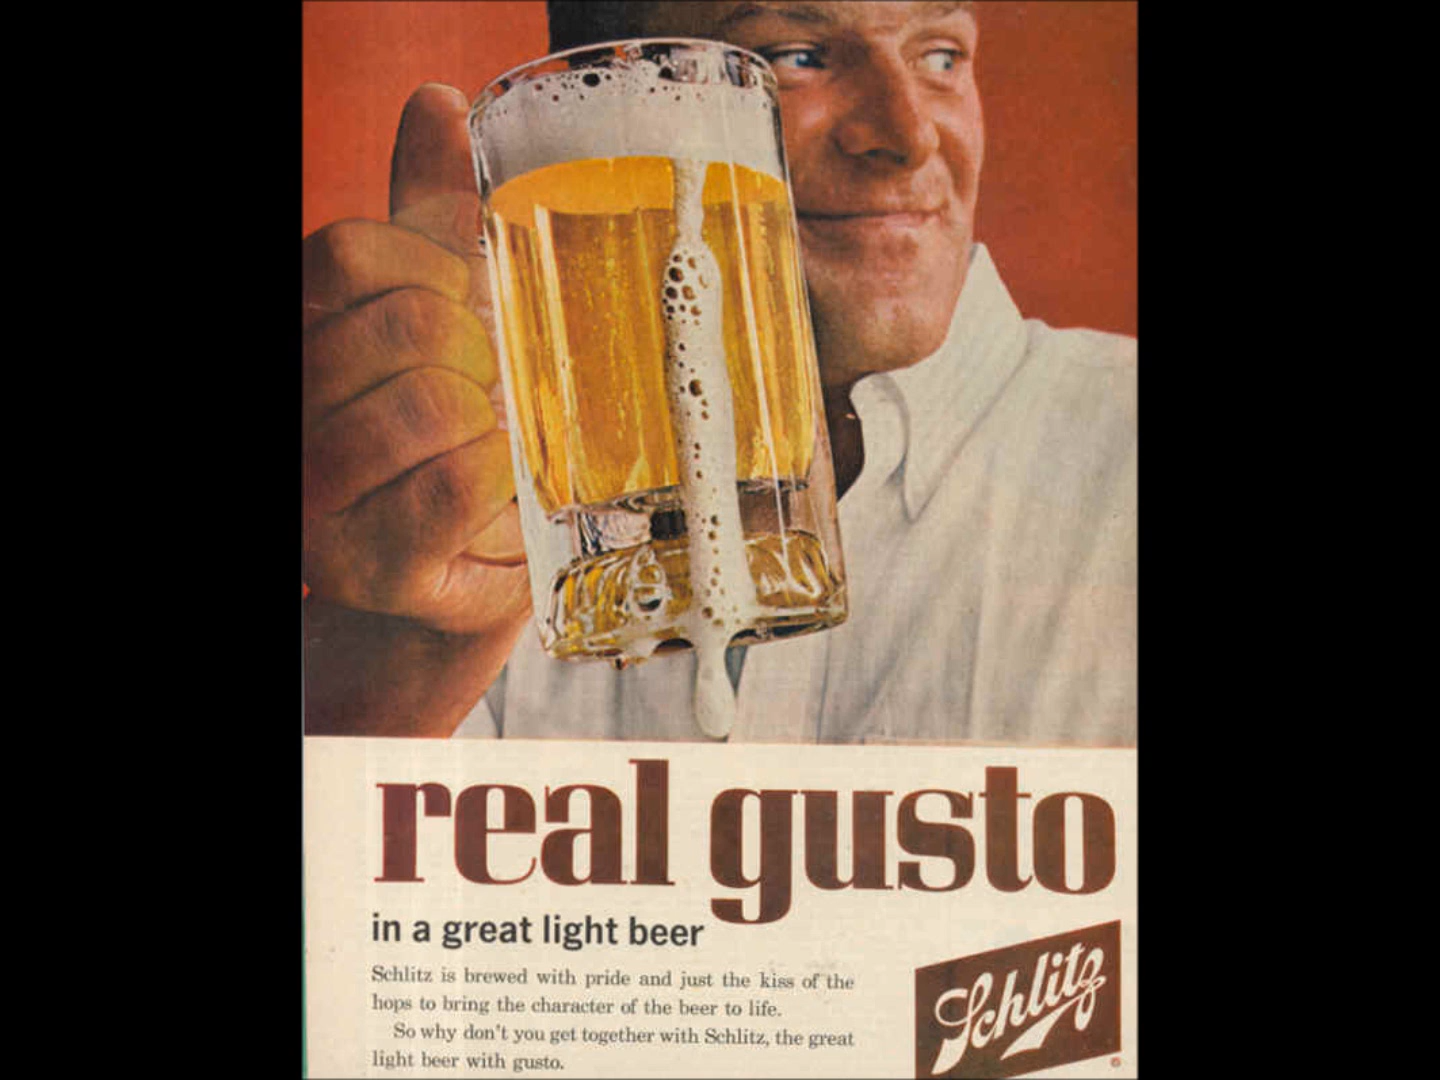 real gusto
in a great light beer
Schlitz is brewed with pride and just the kiss of the
hops to bring the character of the beer to life.
So why don't you get together with Schlitz, the great
light beer with gusto.
Schlitz